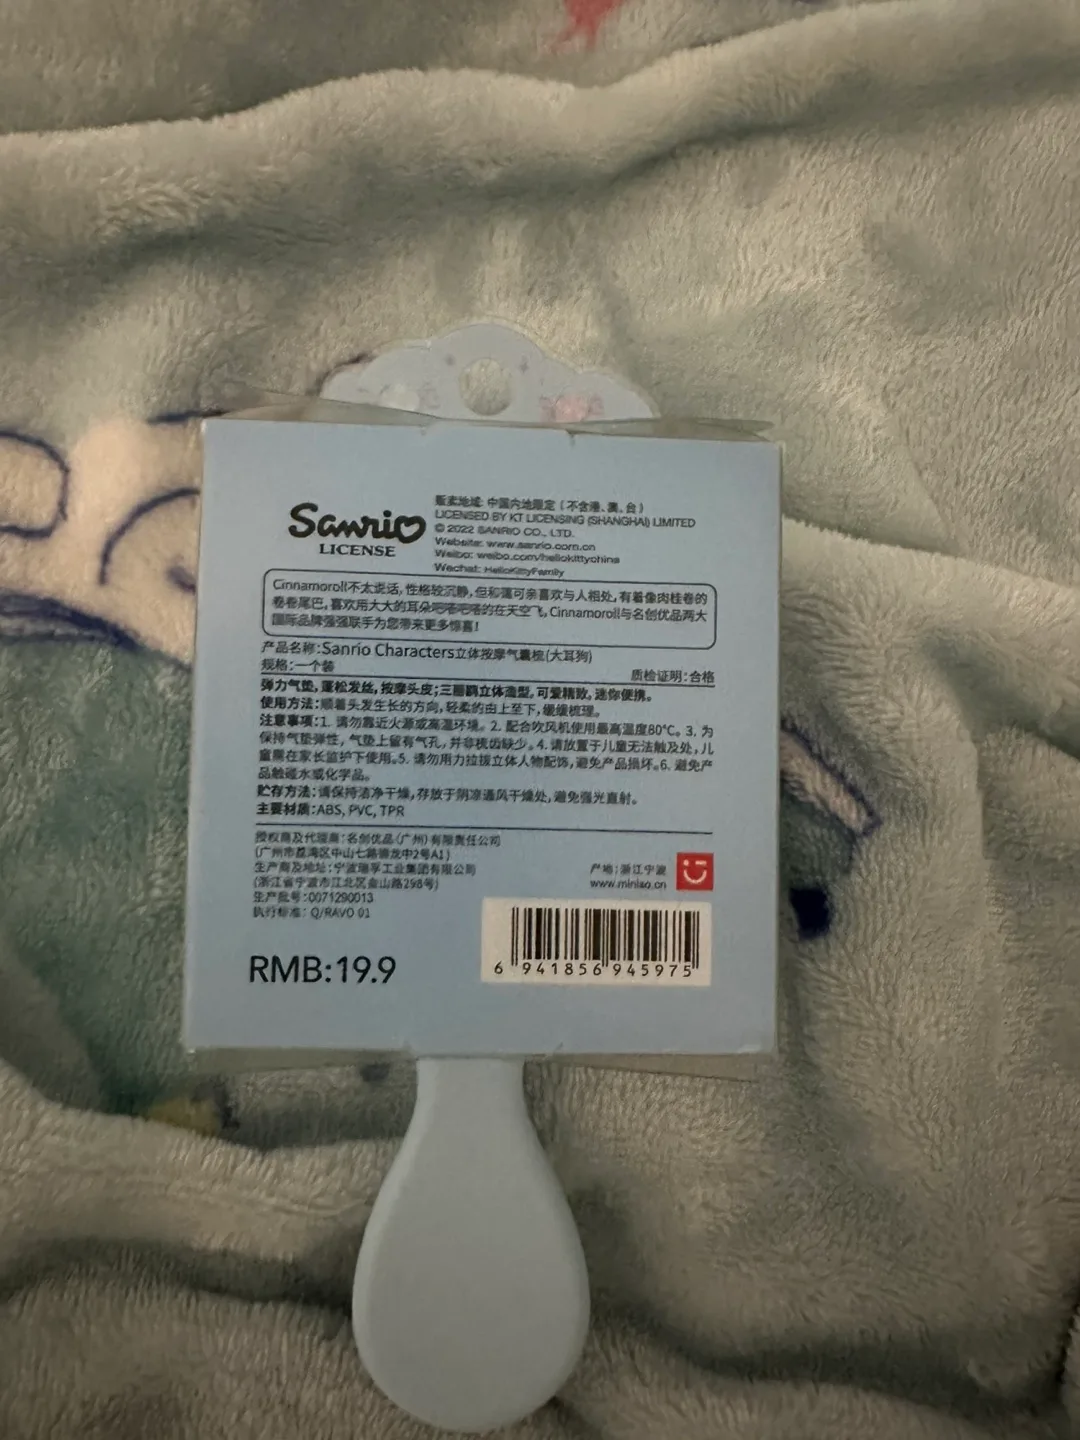 Sanrio
LICENSE
贩卖地域: 中国内地限定（不含港、澳、台）
LICENSED BY KT LICENSING (SHANGHAI) LIMITED
© 2022 SANRIO CO., LTD.
Website: www.sanrio.com.cn
Weibo: weibo.com/hellokittychina
Wechat: HelloKittyFamily
Cinnamoroll不太说话，性格较沉静，但和蔼可亲喜欢与人相处，有着像肉桂卷的
卷卷尾巴，喜欢用大大的耳朵吧嗒吧嗒的在天空飞，Cinnamoroll与名创优品两大
国际品牌强强联手为您带来更多惊喜！
产品名称：Sanrio Characters立体按摩气囊梳(大耳狗)
规格：一个装
质检证明：合格
弹力气垫，蓬松发丝，按摩头皮；三丽鸥立体造型，可爱精致，迷你便携。
使用方法：顺着头发生长的方向，轻柔的由上至下，缓缓梳理。
注意事项：1. 请勿靠近火源或高温环境。2. 配合吹风机使用最高温度80℃。3. 为
保持气垫弹性，气垫上留有气孔，并非梳齿缺少。4. 请放置于儿童无法触及处，儿
童需在家长监护下使用。5. 请勿用力拉拔立体人物配饰，避免产品损坏。6. 避免产
品触碰水或化学品。
贮存方法：请保持洁净干燥，存放于阴凉通风干燥处，避免强光直射。
主要材质：ABS, PVC, TPR
授权商及代理商：名创优品(广州)有限责任公司
(广州市荔湾区中山七路德龙中2号A1)
生产商及地址：宁波瑞孚工业集团有限公司
(浙江省宁波市江北区金山路298号)
生产批号：0071290013
执行标准：Q/RAVO 01
产地：浙江宁波
www.miniso.cn
RMB:19.9
6 941856 945975